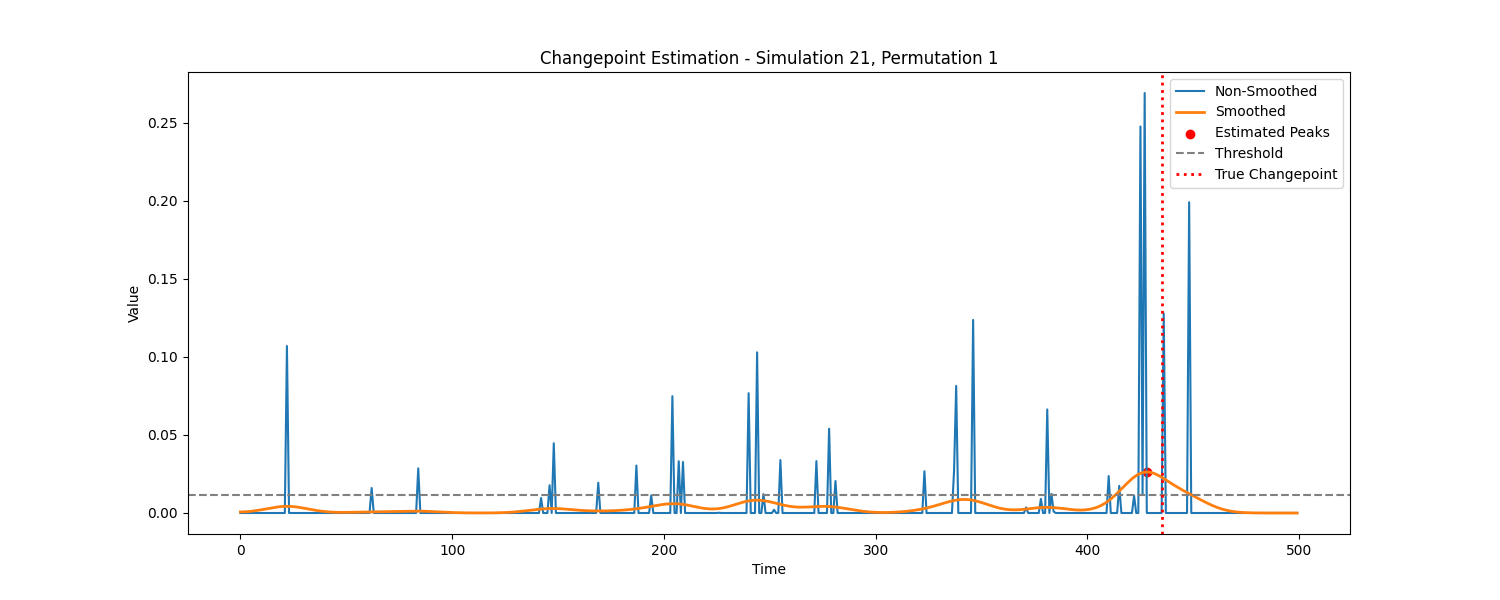 Changepoint Estimation - Simulation 21, Permutation 1
Non-Smoothed
Smoothed
Estimated Peaks
Threshold
True Changepoint
0.25
0.20
0.15
0.10
0.05
0.00
Value
0 100 200 300 400 500
Time